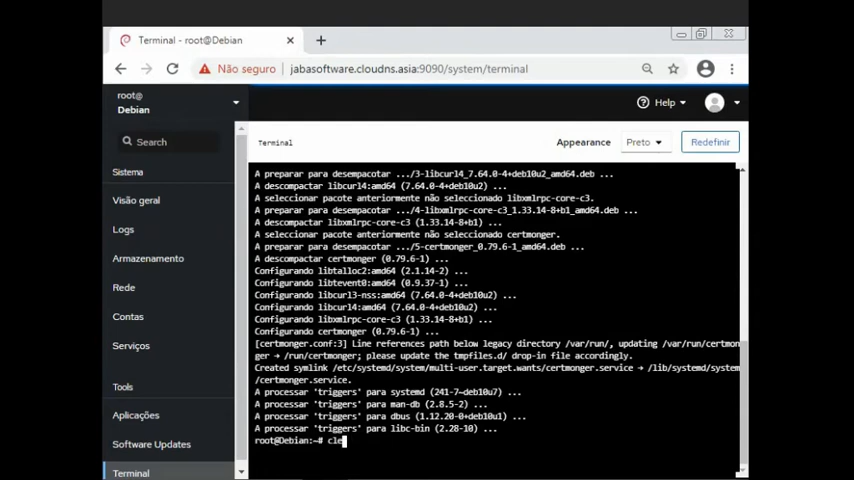 Terminal - root@Debian
Não seguro
jabasoftware.cloudns.asia:9090/system/terminal
root@
Debian
Help
Search
Terminal
Appearance
Preto
Redefinir
Sistema
Visão geral
Logs
Armazenamento
Rede
Contas
Serviços
Tools
Aplicações
Software Updates
Terminal
A preparar para desempacotar .../3-libcurl4_7.64.0-4+deb10u2_amd64.deb ...
A descompactar libcurl4:amd64 (7.64.0-4+deb10u2) ...
A seleccionar pacote anteriormente não seleccionado libxmlrpc-core-c3.
A preparar para desempacotar .../4-libxmlrpc-core-c3_1.33.14-8+b1_amd64.deb ...
A descompactar libxmlrpc-core-c3 (1.33.14-8+b1) ...
A seleccionar pacote anteriormente não seleccionado certmonger.
A preparar para desempacotar .../5-certmonger_0.79.6-1_amd64.deb ...
A descompactar certmonger (0.79.6-1) ...
Configurando libtalloc2:amd64 (2.1.14-2) ...
Configurando libtevent0:amd64 (0.9.37-1) ...
Configurando libcurl3-nss:amd64 (7.64.0-4+deb10u2) ...
Configurando libcurl4:amd64 (7.64.0-4+deb10u2) ...
Configurando libxmlrpc-core-c3 (1.33.14-8+b1) ...
Configurando certmonger (0.79.6-1) ...
[certmonger.conf:3] Line references path below legacy directory /var/run/, updating /var/run/certmon
ger → /run/certmonger; please update the tmpfiles.d/ drop-in file accordingly.
Created symlink /etc/systemd/system/multi-user.target.wants/certmonger.service → /lib/systemd/system
/certmonger.service.
A processar 'triggers' para systemd (241-7~deb10u7) ...
A processar 'triggers' para man-db (2.8.5-2) ...
A processar 'triggers' para dbus (1.12.20-0+deb10u1) ...
A processar 'triggers' para libc-bin (2.28-10) ...
root@Debian:~# cle